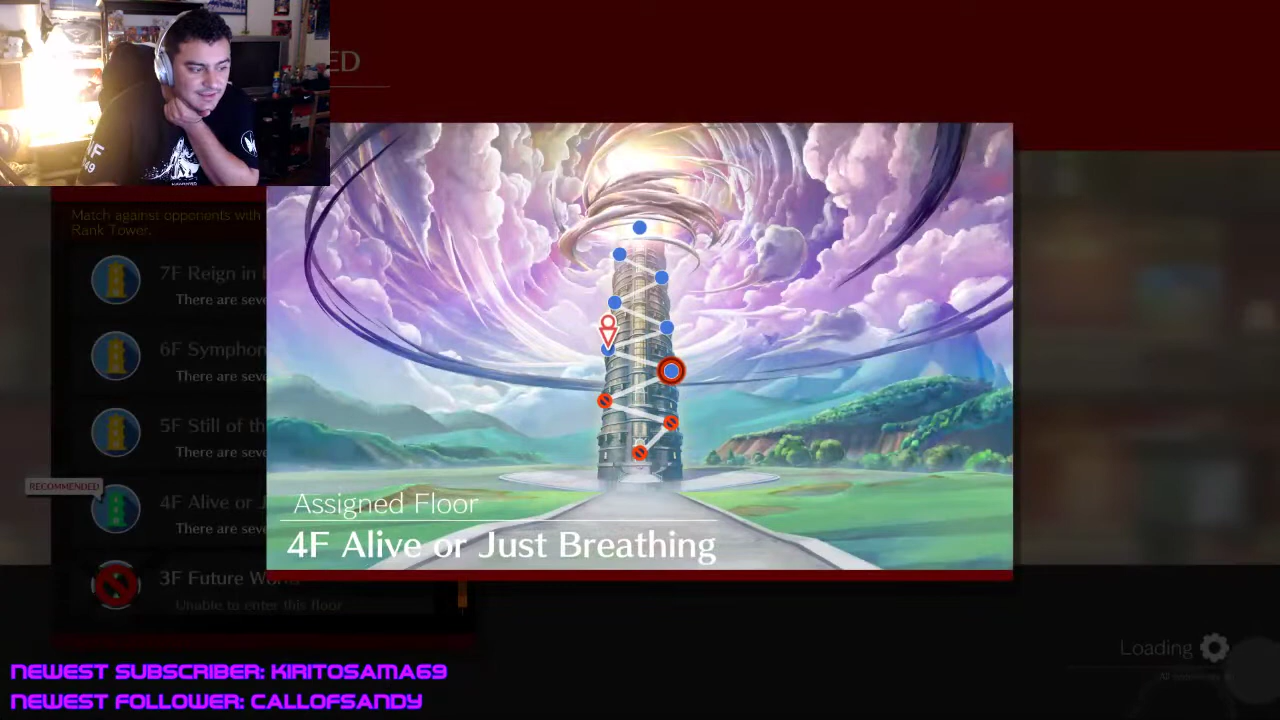 ED
Match against opponents with
Rank Tower.
7F Reign in
There are seve
6F Symphon
There are seve
5F Still of th
There are seve
RECOMMENDED
4F Alive or J
There are seve
3F Future Wo
Unable to enter this floor
Assigned Floor
4F Alive or Just Breathing
Loading
NEWEST SUBSCRIBER: KIRITOSAMA69
NEWEST FOLLOWER: CALLOFSANDY